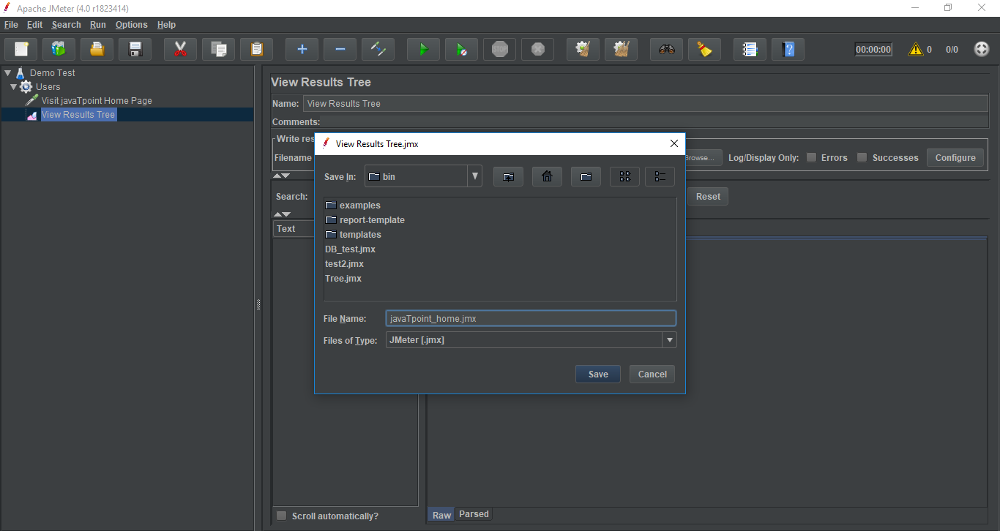 Apache JMeter (4.0 r1823414)
File Edit Search Run Options Help
STOP
?
00:00:00 0 0/0
Demo Test
Users
Visit javaTpoint Home Page
View Results Tree
View Results Tree
Name: View Results Tree
Comments:
Write res
Filename
Browse...
Log/Display Only: Errors Successes Configure
Search:
Reset
Text
View Results Tree.jmx
Save In: bin
examples
report-template
templates
DB_test.jmx
test2.jmx
Tree.jmx
File Name: javaTpoint_home.jmx
Files of Type: JMeter [.jmx]
Save Cancel
Scroll automatically?
Raw Parsed